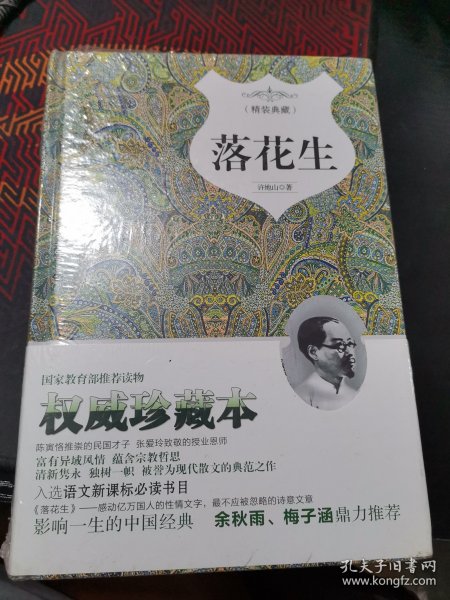 （精装典藏）
落花生
许地山◎著
国家教育部推荐读物
权威珍藏本
陈寅恪推崇的民国才子 张爱玲致敬的授业恩师
富有异域风情 蕴含宗教哲思
清新隽永 独树一帜 被誉为现代散文的典范之作
入选语文新课标必读书目
《落花生》——感动亿万国人的性情文字，最不应被忽略的诗意文章
影响一生的中国经典 余秋雨、梅子涵鼎力推荐
孔夫子旧书网
www.kongfz.com